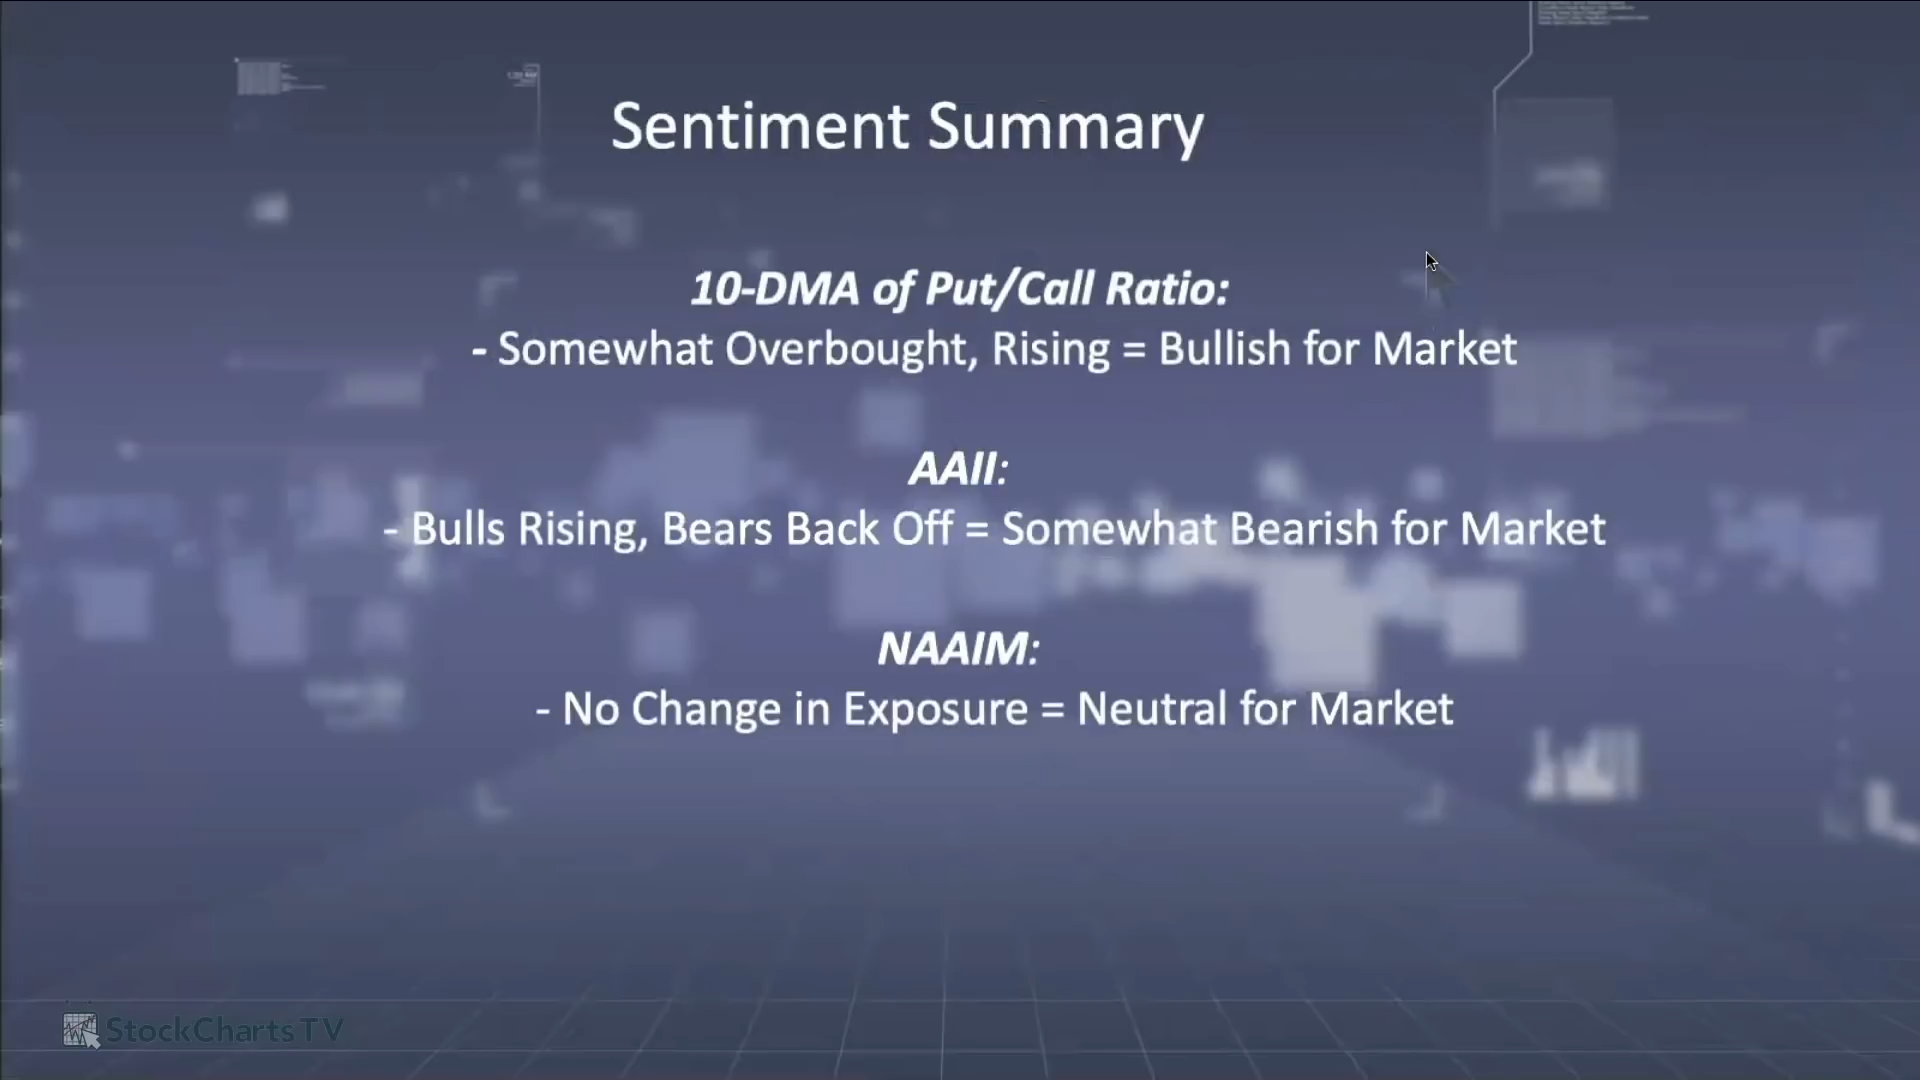 Sentiment Summary
10-DMA of Put/Call Ratio:
- Somewhat Overbought, Rising = Bullish for Market
AAII:
- Bulls Rising, Bears Back Off = Somewhat Bearish for Market
NAAIM:
- No Change in Exposure = Neutral for Market
StockCharts TV